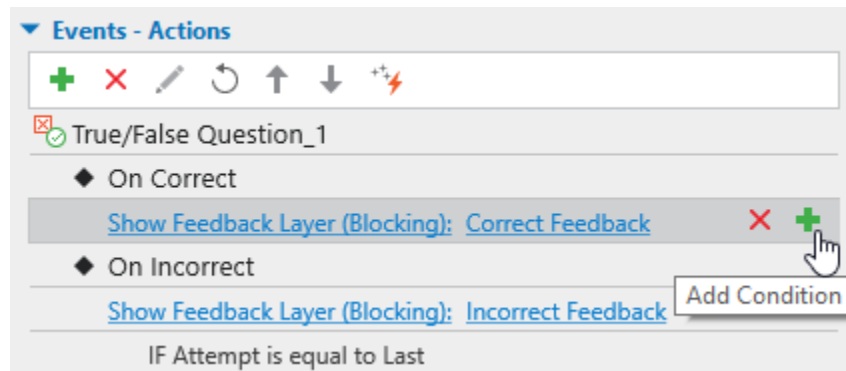 Events - Actions
True/False Question_1
On Correct
Show Feedback Layer (Blocking): Correct Feedback
On Incorrect
Add Condition
Show Feedback Layer (Blocking): Incorrect Feedback
IF Attempt is equal to Last